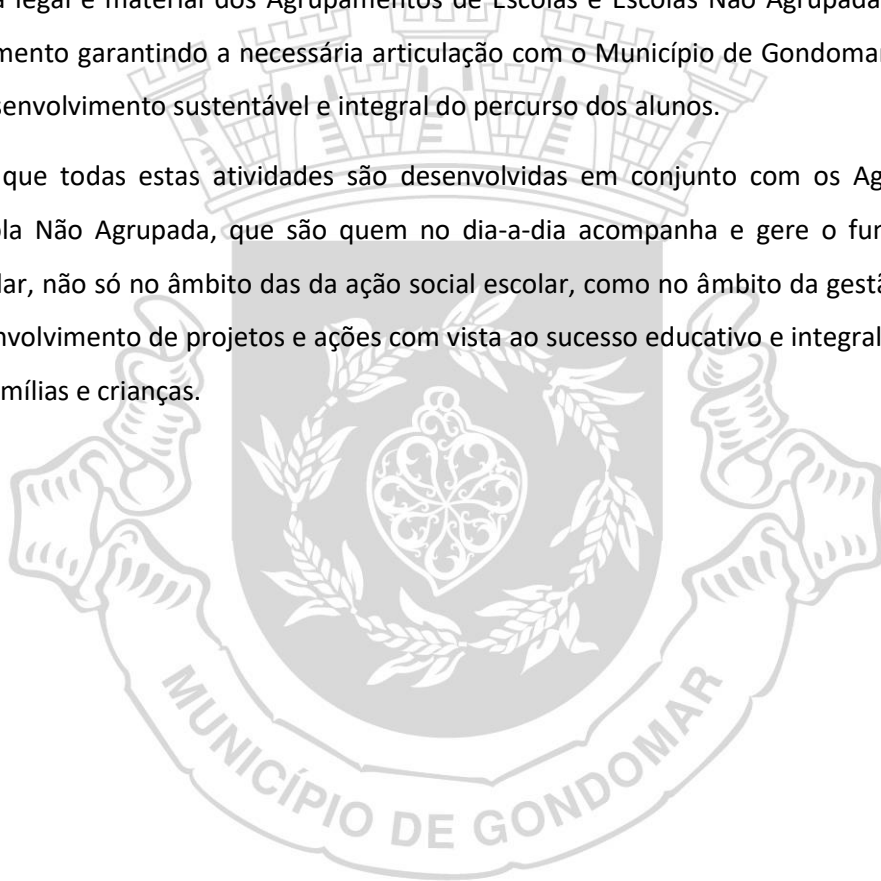 legal e material dos Agrupamentos de Escolas e Escolas Não Agrupada
mento garantindo a necessária articulação com o Município de Gondomar
senvolvimento sustentável e integral do percurso dos alunos.
que todas estas atividades são desenvolvidas em conjunto com os Ag
la Não Agrupada, que são quem no dia-a-dia acompanha e gere o fur
lar, não só no âmbito das da ação social escolar, como no âmbito da gestã
nvolvimento de projetos e ações com vista ao sucesso educativo e integral
mílias e crianças.
MUNICÍPIO DE GONDOMAR